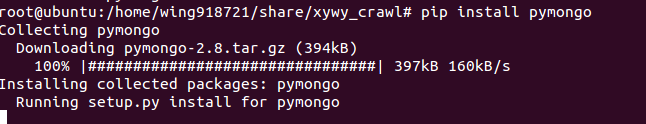 root@ubuntu:/home/wing918721/share/xywy_crawl# pip install pymongo
Collecting pymongo
  Downloading pymongo-2.8.tar.gz (394kB)
    100% |################################| 397kB 160kB/s
Installing collected packages: pymongo
  Running setup.py install for pymongo